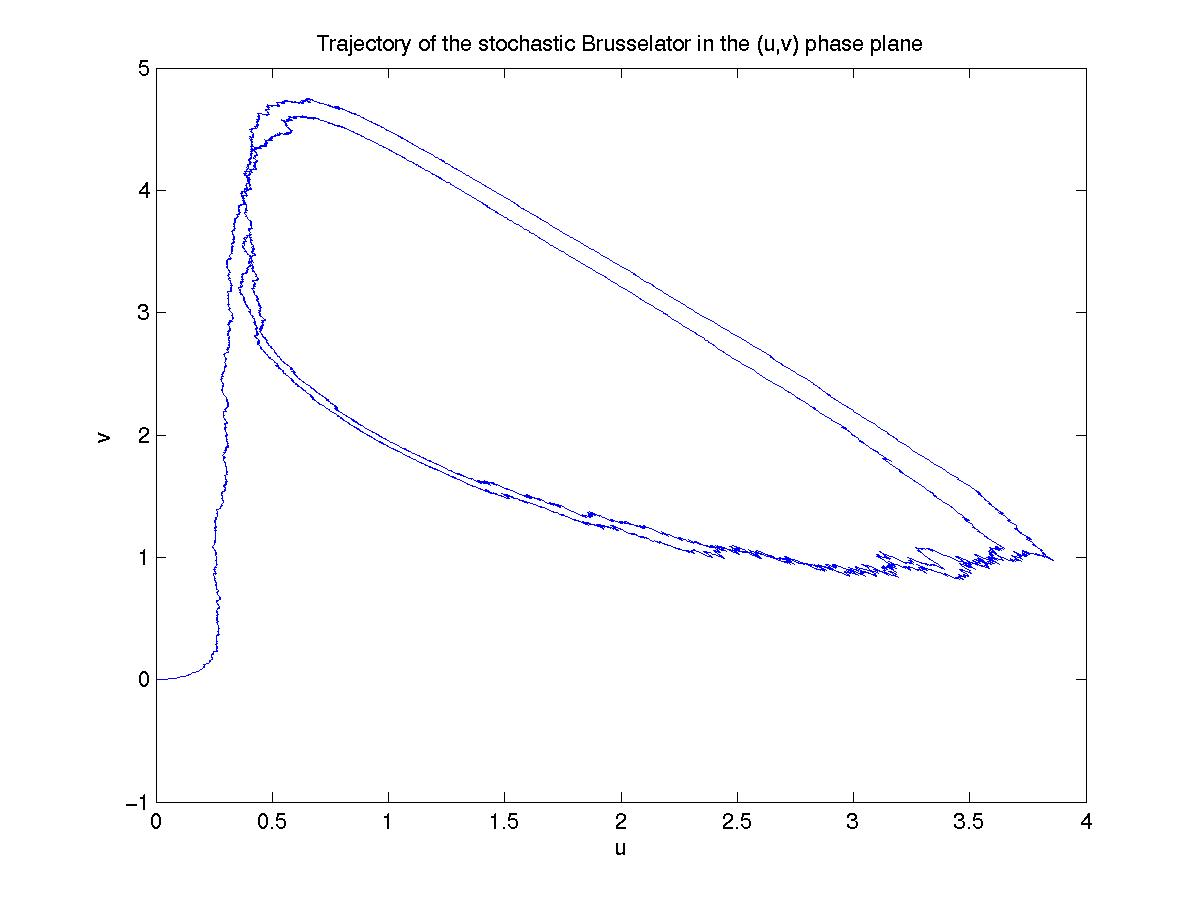 Trajectory of the stochastic Brusselator in the (u,v) phase plane
5
4
3
2
1
0
−1
v
0 0.5 1 1.5 2 2.5 3 3.5 4
u